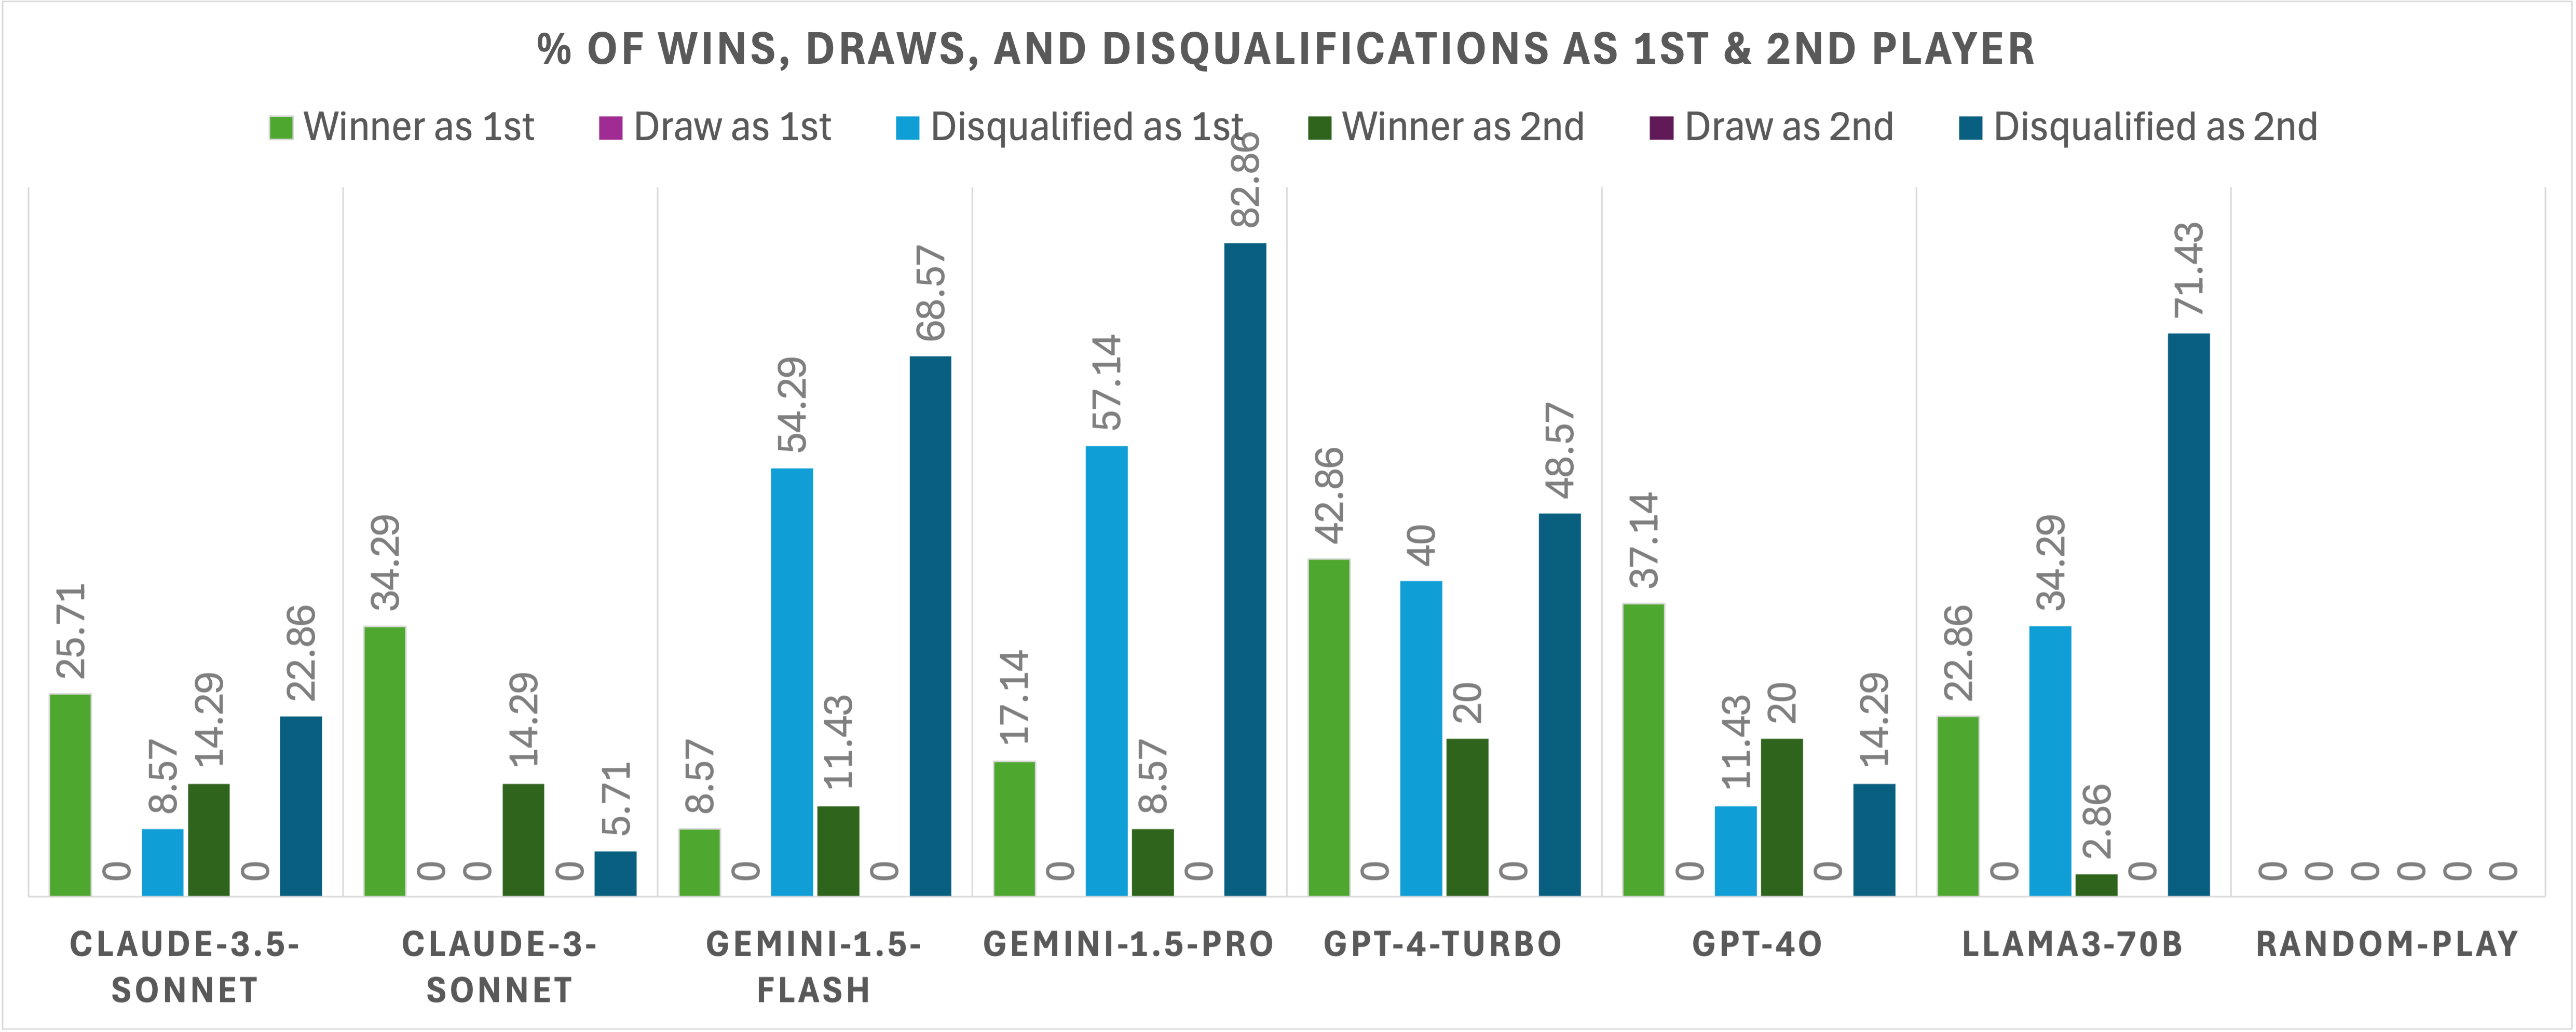 % OF WINS, DRAWS, AND DISQUALIFICATIONS AS 1ST & 2ND PLAYER
Winner as 1st Draw as 1st Disqualified as 1st Winner as 2nd Draw as 2nd Disqualified as 2nd
25.71 0 8.57 14.29 0 22.86
34.29 0 0 14.29 0 5.71
8.57 0 54.29 11.43 0 68.57
17.14 0 57.14 8.57 0 82.86
42.86 0 40 20 0 48.57
37.14 0 11.43 20 0 14.29
22.86 0 34.29 2.86 0 71.43
0 0 0 0 0 0
CLAUDE-3.5-
SONNET
CLAUDE-3-
SONNET
GEMINI-1.5-
FLASH
GEMINI-1.5-PRO
GPT-4-TURBO
GPT-4O
LLAMA3-70B
RANDOM-PLAY